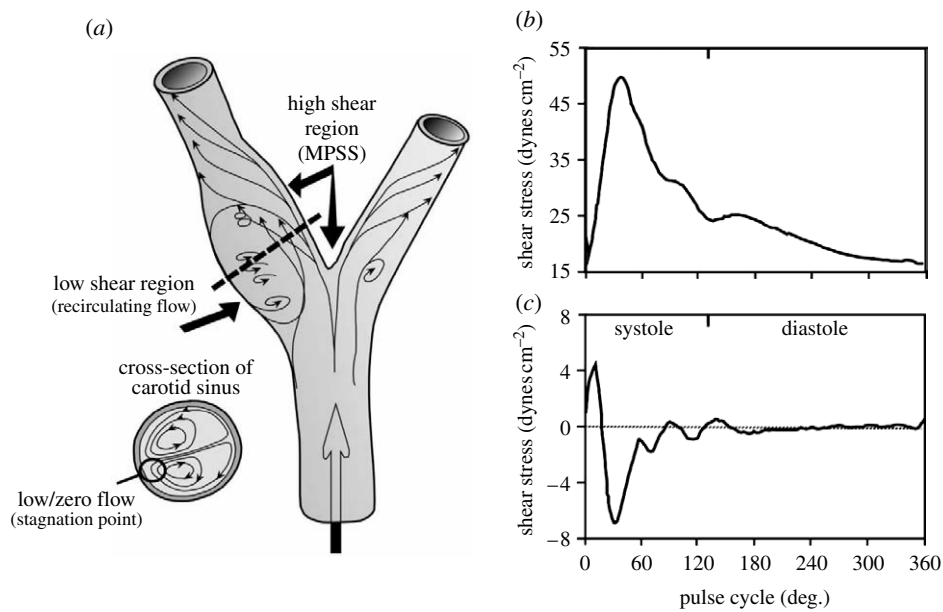 (a)
high shear
region
(MPSS)
low shear region
(recirculating flow)
cross-section of
carotid sinus
low/zero flow
(stagnation point)
(b)
55
45
35
25
15
shear stress (dynes cm−2)
(c)
8
4
0
−4
−8
shear stress (dynes cm−2)
systole
diastole
0
60
120
180
240
300
360
pulse cycle (deg.)